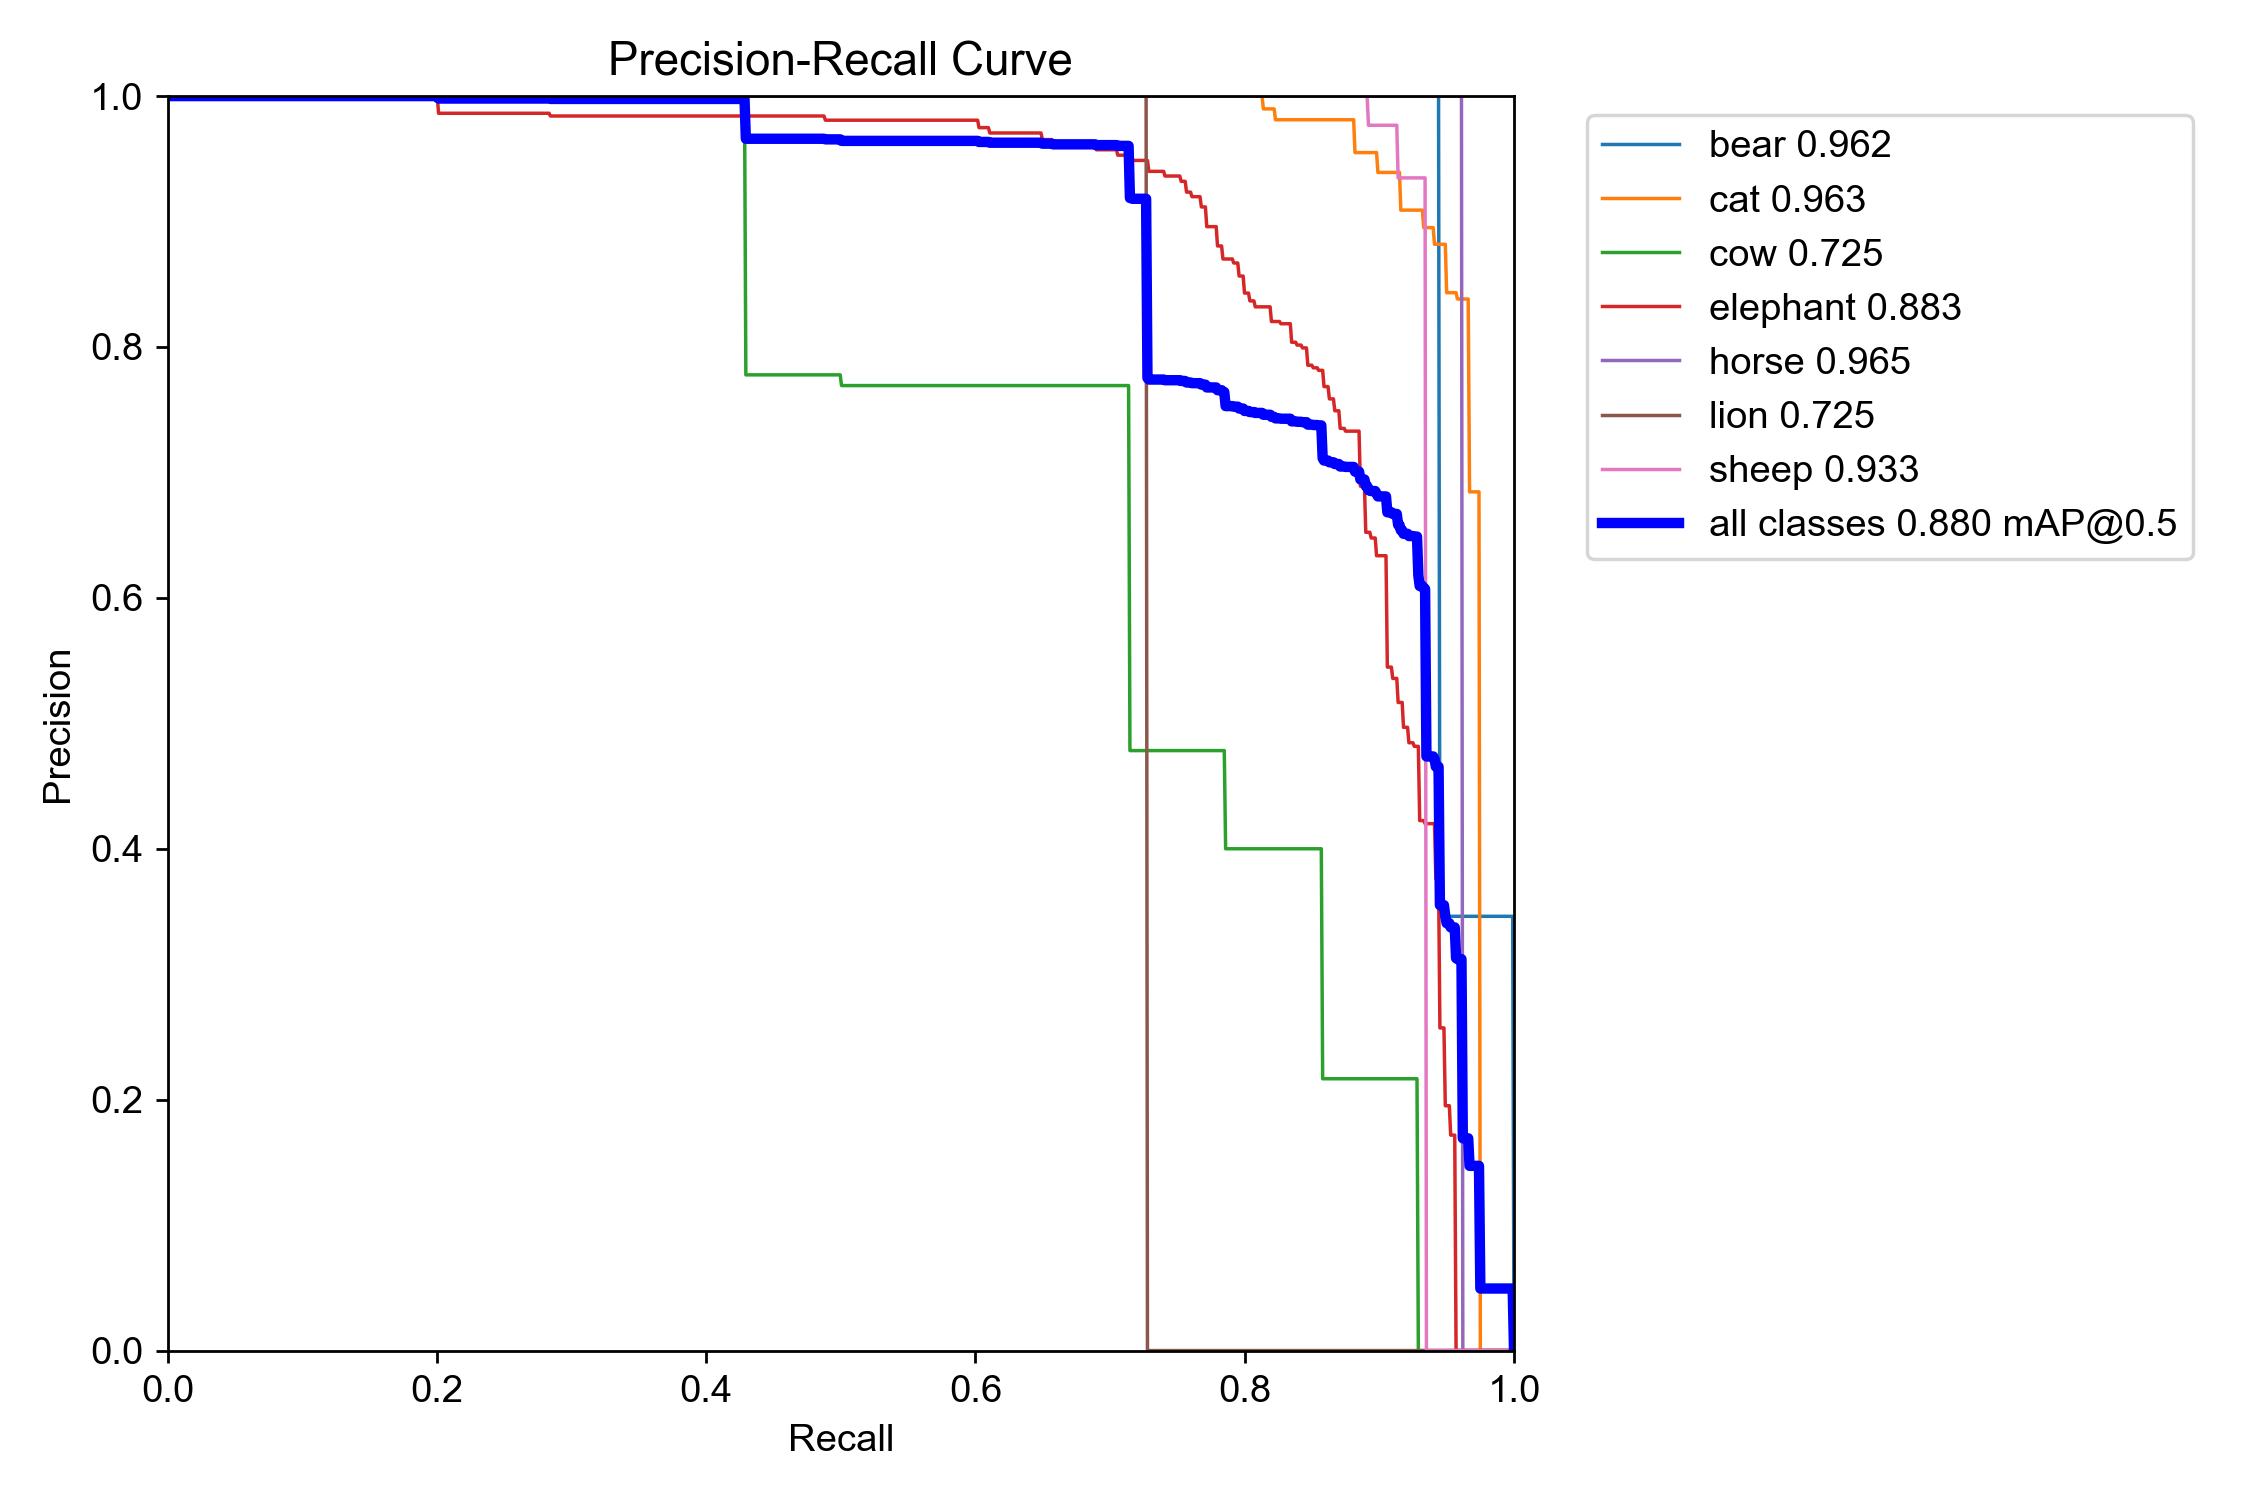 Precision-Recall Curve
1.0
0.8
0.6
0.4
0.2
0.0
Precision
0.0 0.2 0.4 0.6 0.8 1.0
Recall
bear 0.962
cat 0.963
cow 0.725
elephant 0.883
horse 0.965
lion 0.725
sheep 0.933
all classes 0.880 mAP@0.5